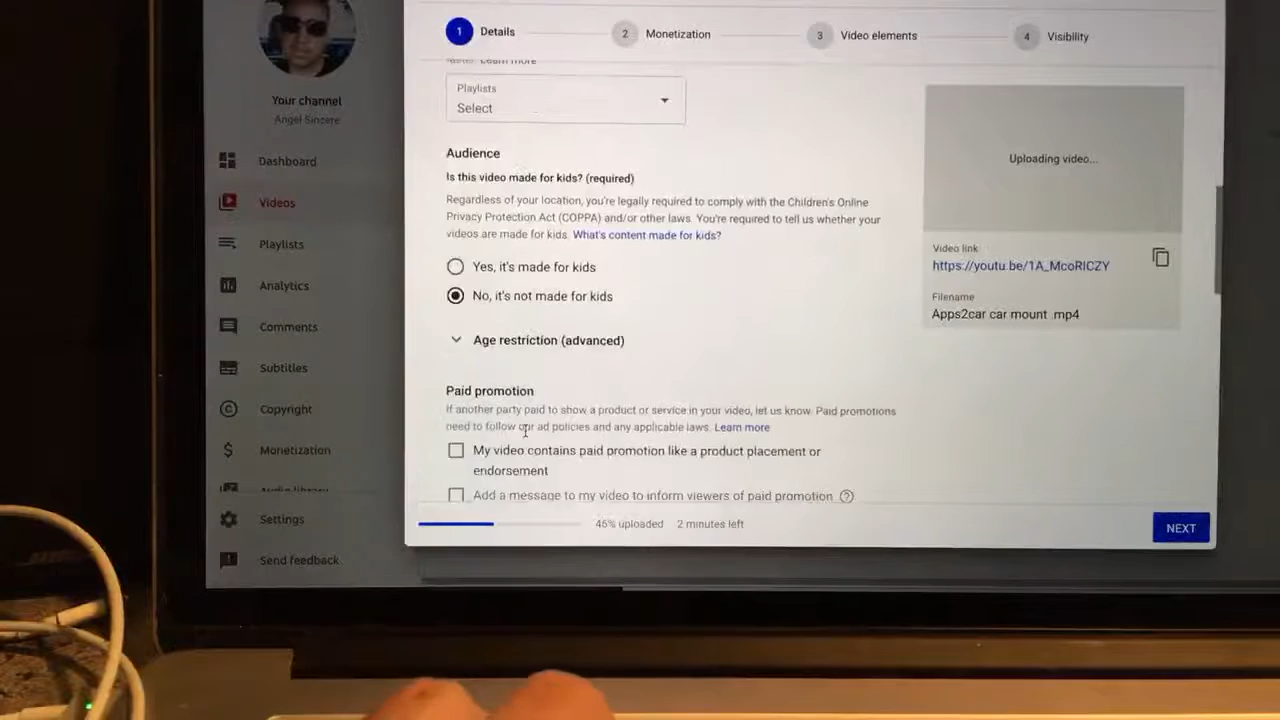 1 Details
2 Monetization
3 Video elements
4 Visibility
Learn more
Playlists
Select
Audience
Is this video made for kids? (required)
Regardless of your location, you're legally required to comply with the Children's Online
Privacy Protection Act (COPPA) and/or other laws. You're required to tell us whether your
videos are made for kids. What's content made for kids?
Yes, it's made for kids
No, it's not made for kids
Age restriction (advanced)
Paid promotion
If another party paid to show a product or service in your video, let us know. Paid promotions
need to follow our ad policies and any applicable laws. Learn more
My video contains paid promotion like a product placement or
endorsement
Add a message to my video to inform viewers of paid promotion
46% uploaded 2 minutes left
NEXT
Uploading video...
Video link
https://youtu.be/1A_McoRICZY
Filename
Apps2car car mount .mp4
Your channel
Angel Sincere
Dashboard
Videos
Playlists
Analytics
Comments
Subtitles
Copyright
Monetization
Audio library
Settings
Send feedback